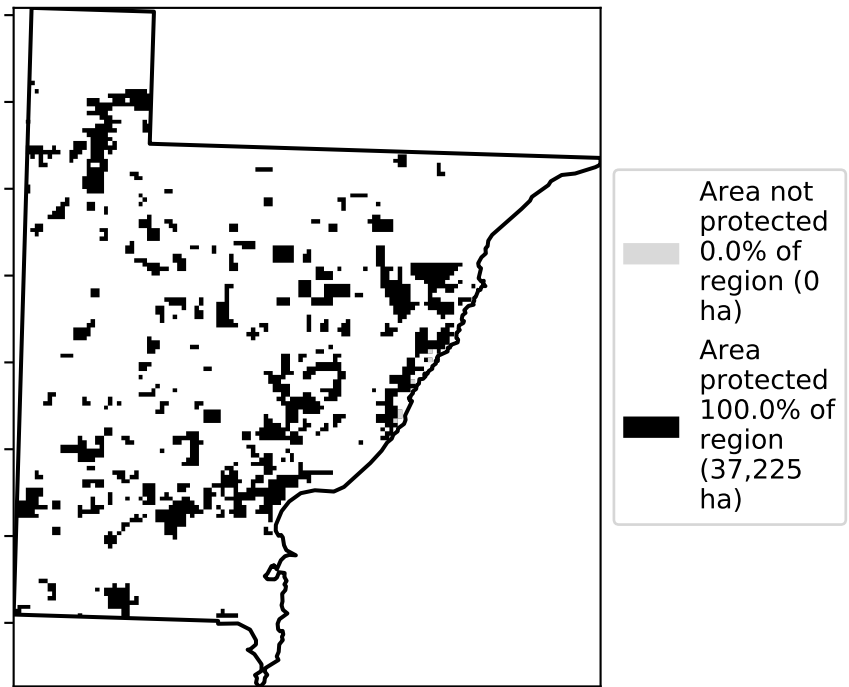 Area not
protected
0.0% of
region (0
ha)
Area
protected
100.0% of
region
(37,225
ha)